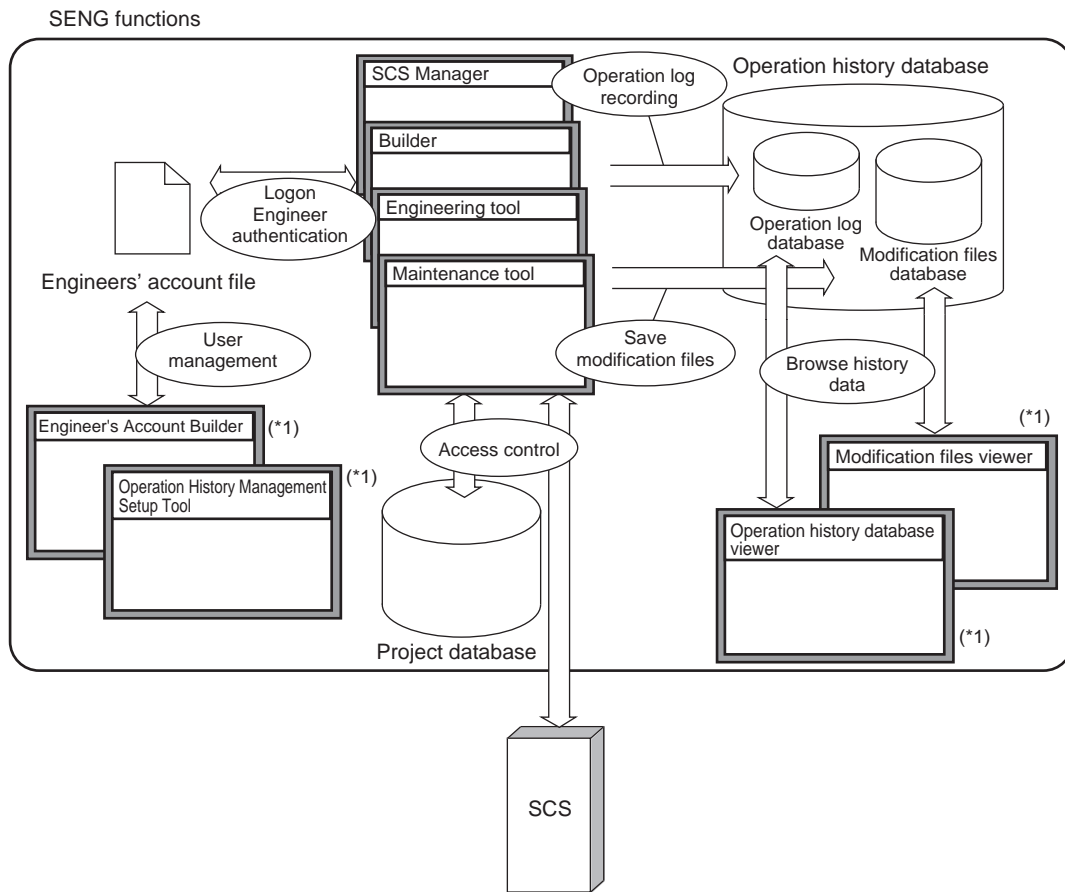 SENG functions
SCS Manager
Operation log
recording
Operation history database
Builder
Logon
Engineer
authentication
Engineering tool
Operation log
database
Modification files
database
Maintenance tool
Engineers' account file
User
management
Save
modification files
Browse history
data
Engineer's Account Builder
(*1)
Operation History Management
Setup Tool
(*1)
Access control
Project database
(*1)
Modification files viewer
Operation history database
viewer
(*1)
SCS